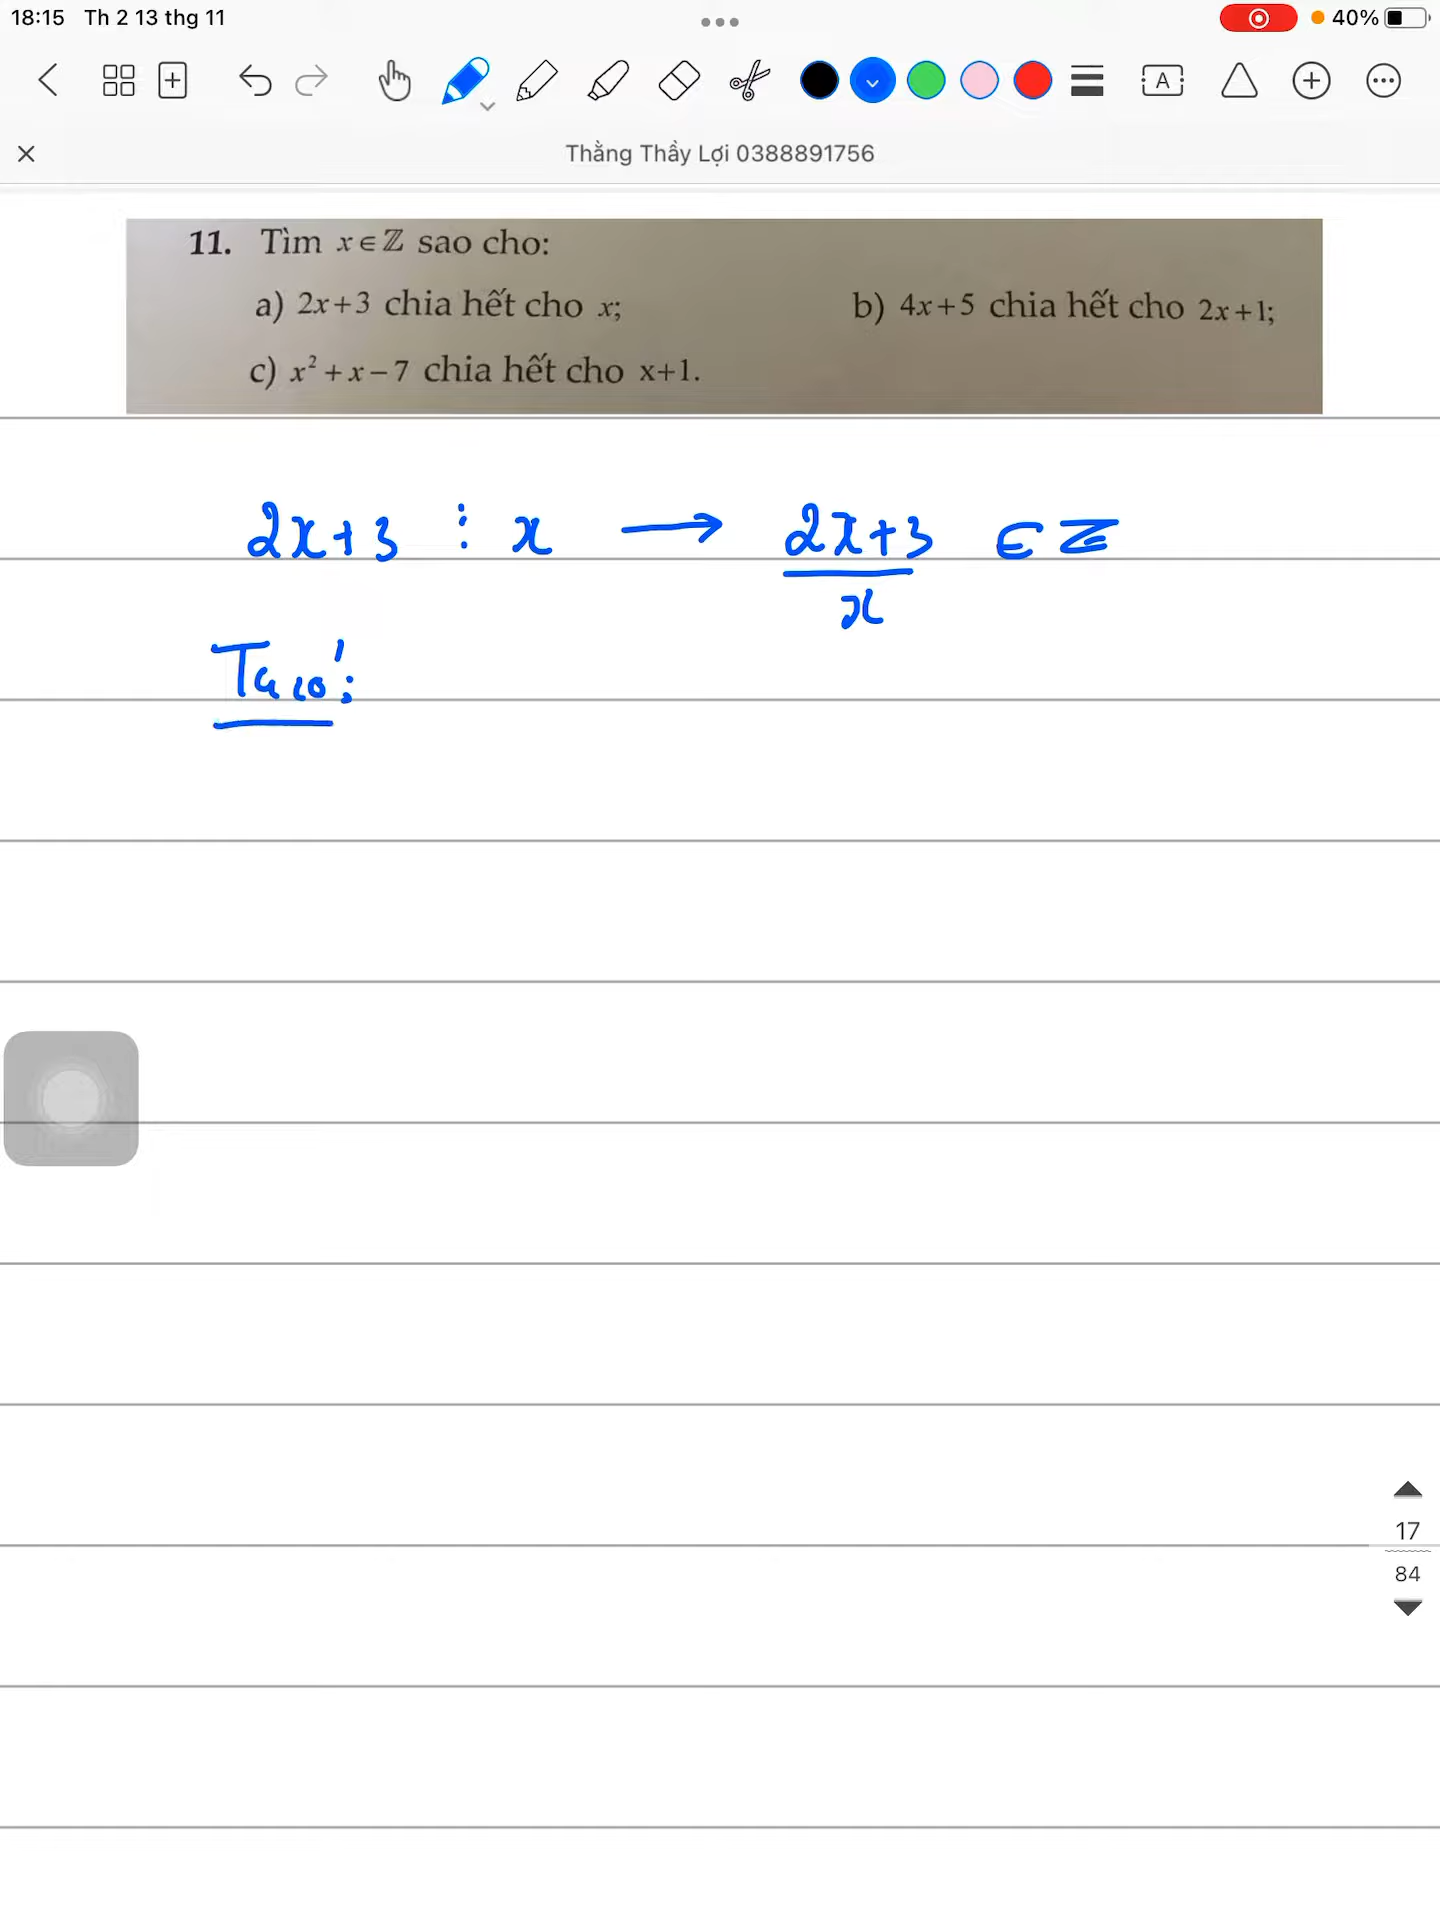 18:15 Th 2 13 thg 11
40%
A
Thằng Thầy Lợi 0388891756
11. Tìm x∈ℤ sao cho:
a) 2x+3 chia hết cho x; b) 4x+5 chia hết cho 2x+1;
c) x²+x−7 chia hết cho x+1.
2x+3 ⋮ x → 2x+3 ∈ Z
x
Ta có:
17
84